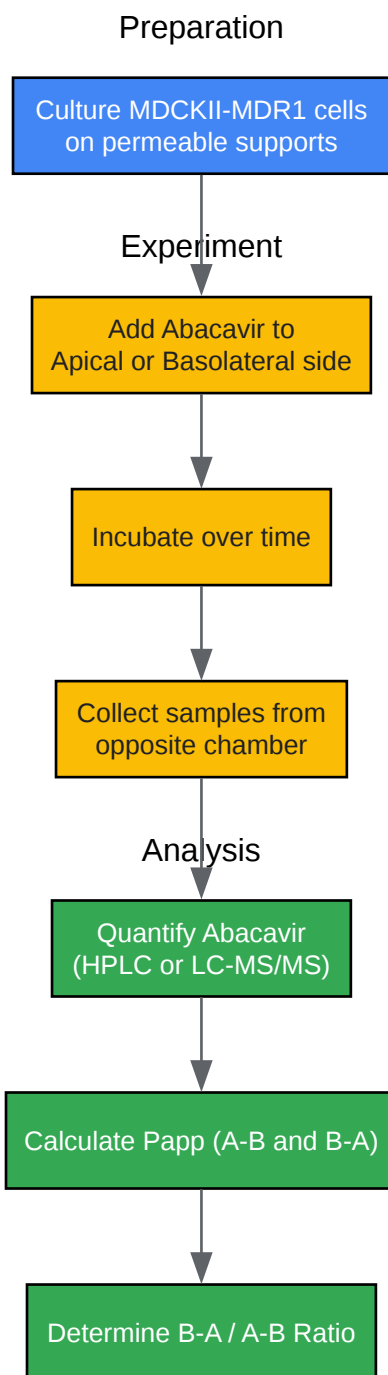 Preparation
Culture MDCKII-MDR1 cells
on permeable supports
Experiment
Add Abacavir to
Apical or Basolateral side
Incubate over time
Collect samples from
opposite chamber
Analysis
Quantify Abacavir
(HPLC or LC-MS/MS)
Calculate Papp (A-B and B-A)
Determine B-A / A-B Ratio